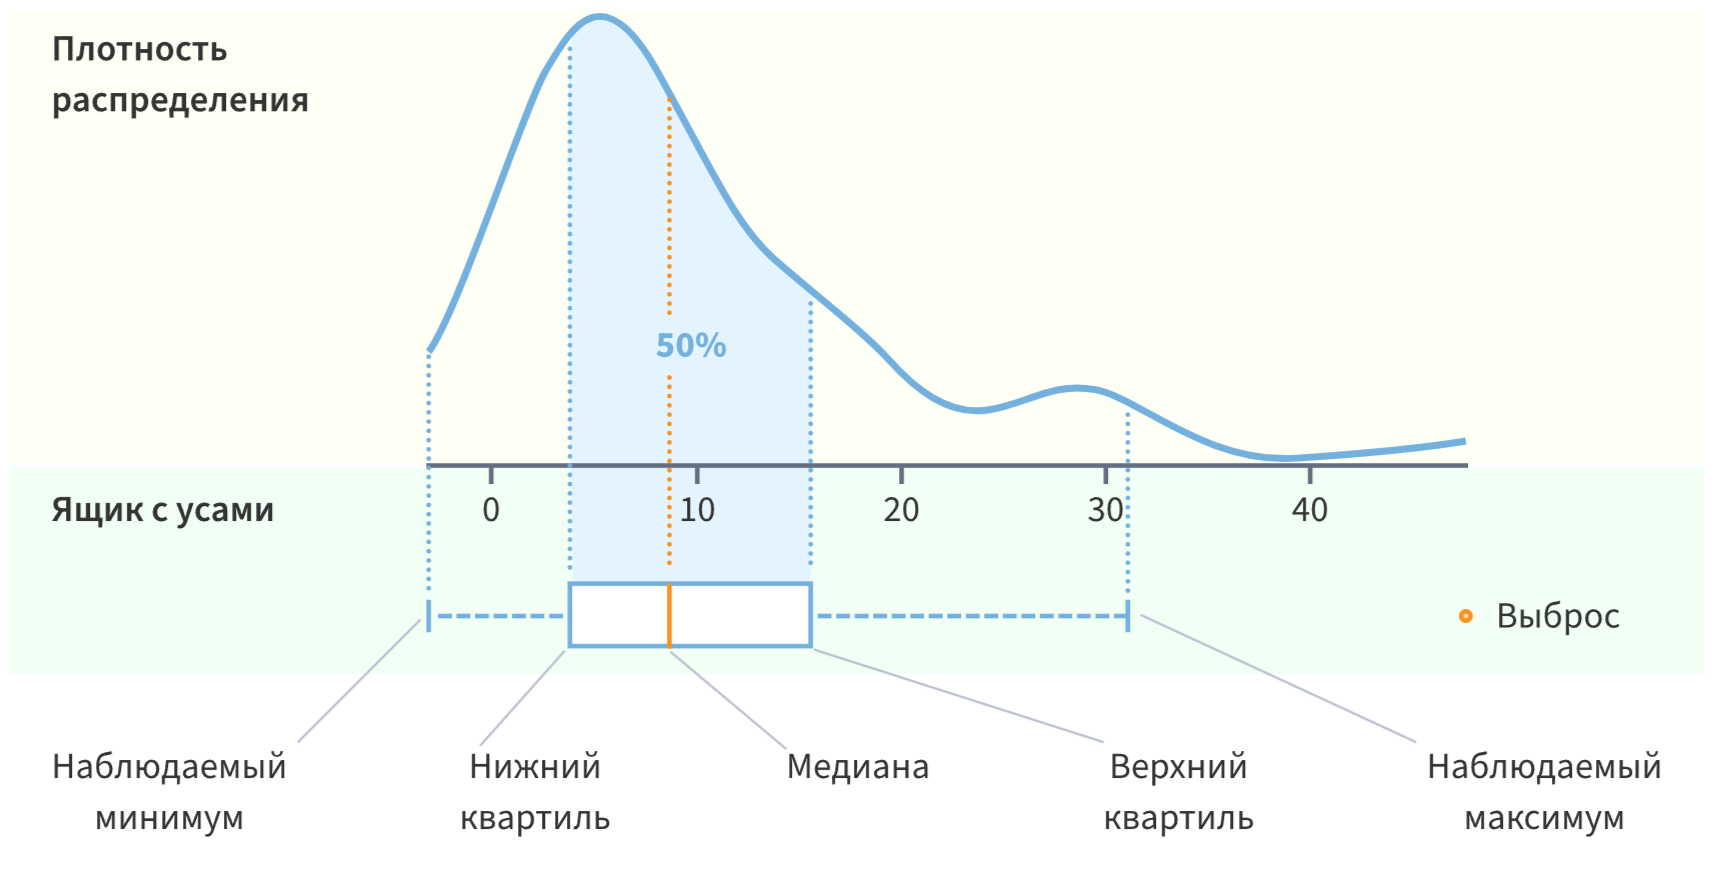 Плотность
распределения
50%
Ящик с усами
0 10 20 30 40
Выброс
Наблюдаемый
минимум
Нижний
квартиль
Медиана
Верхний
квартиль
Наблюдаемый
максимум